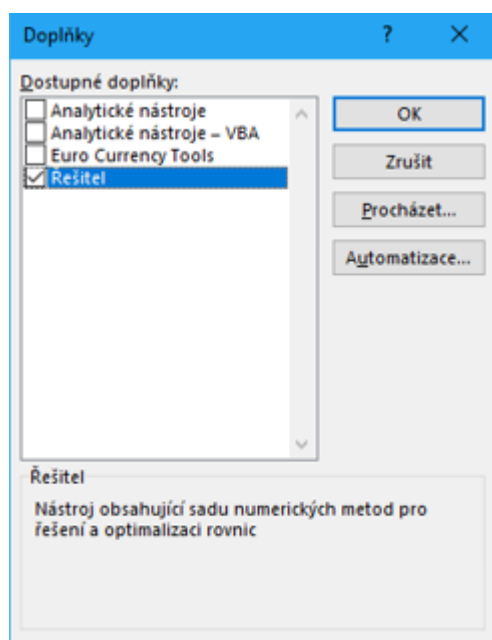 Doplňky ? ×
Dostupné doplňky:
Analytické nástroje
Analytické nástroje – VBA
Euro Currency Tools
Řešitel
OK
Zrušit
Procházet...
Automatizace...
Řešitel
Nástroj obsahující sadu numerických metod pro
řešení a optimalizaci rovnic